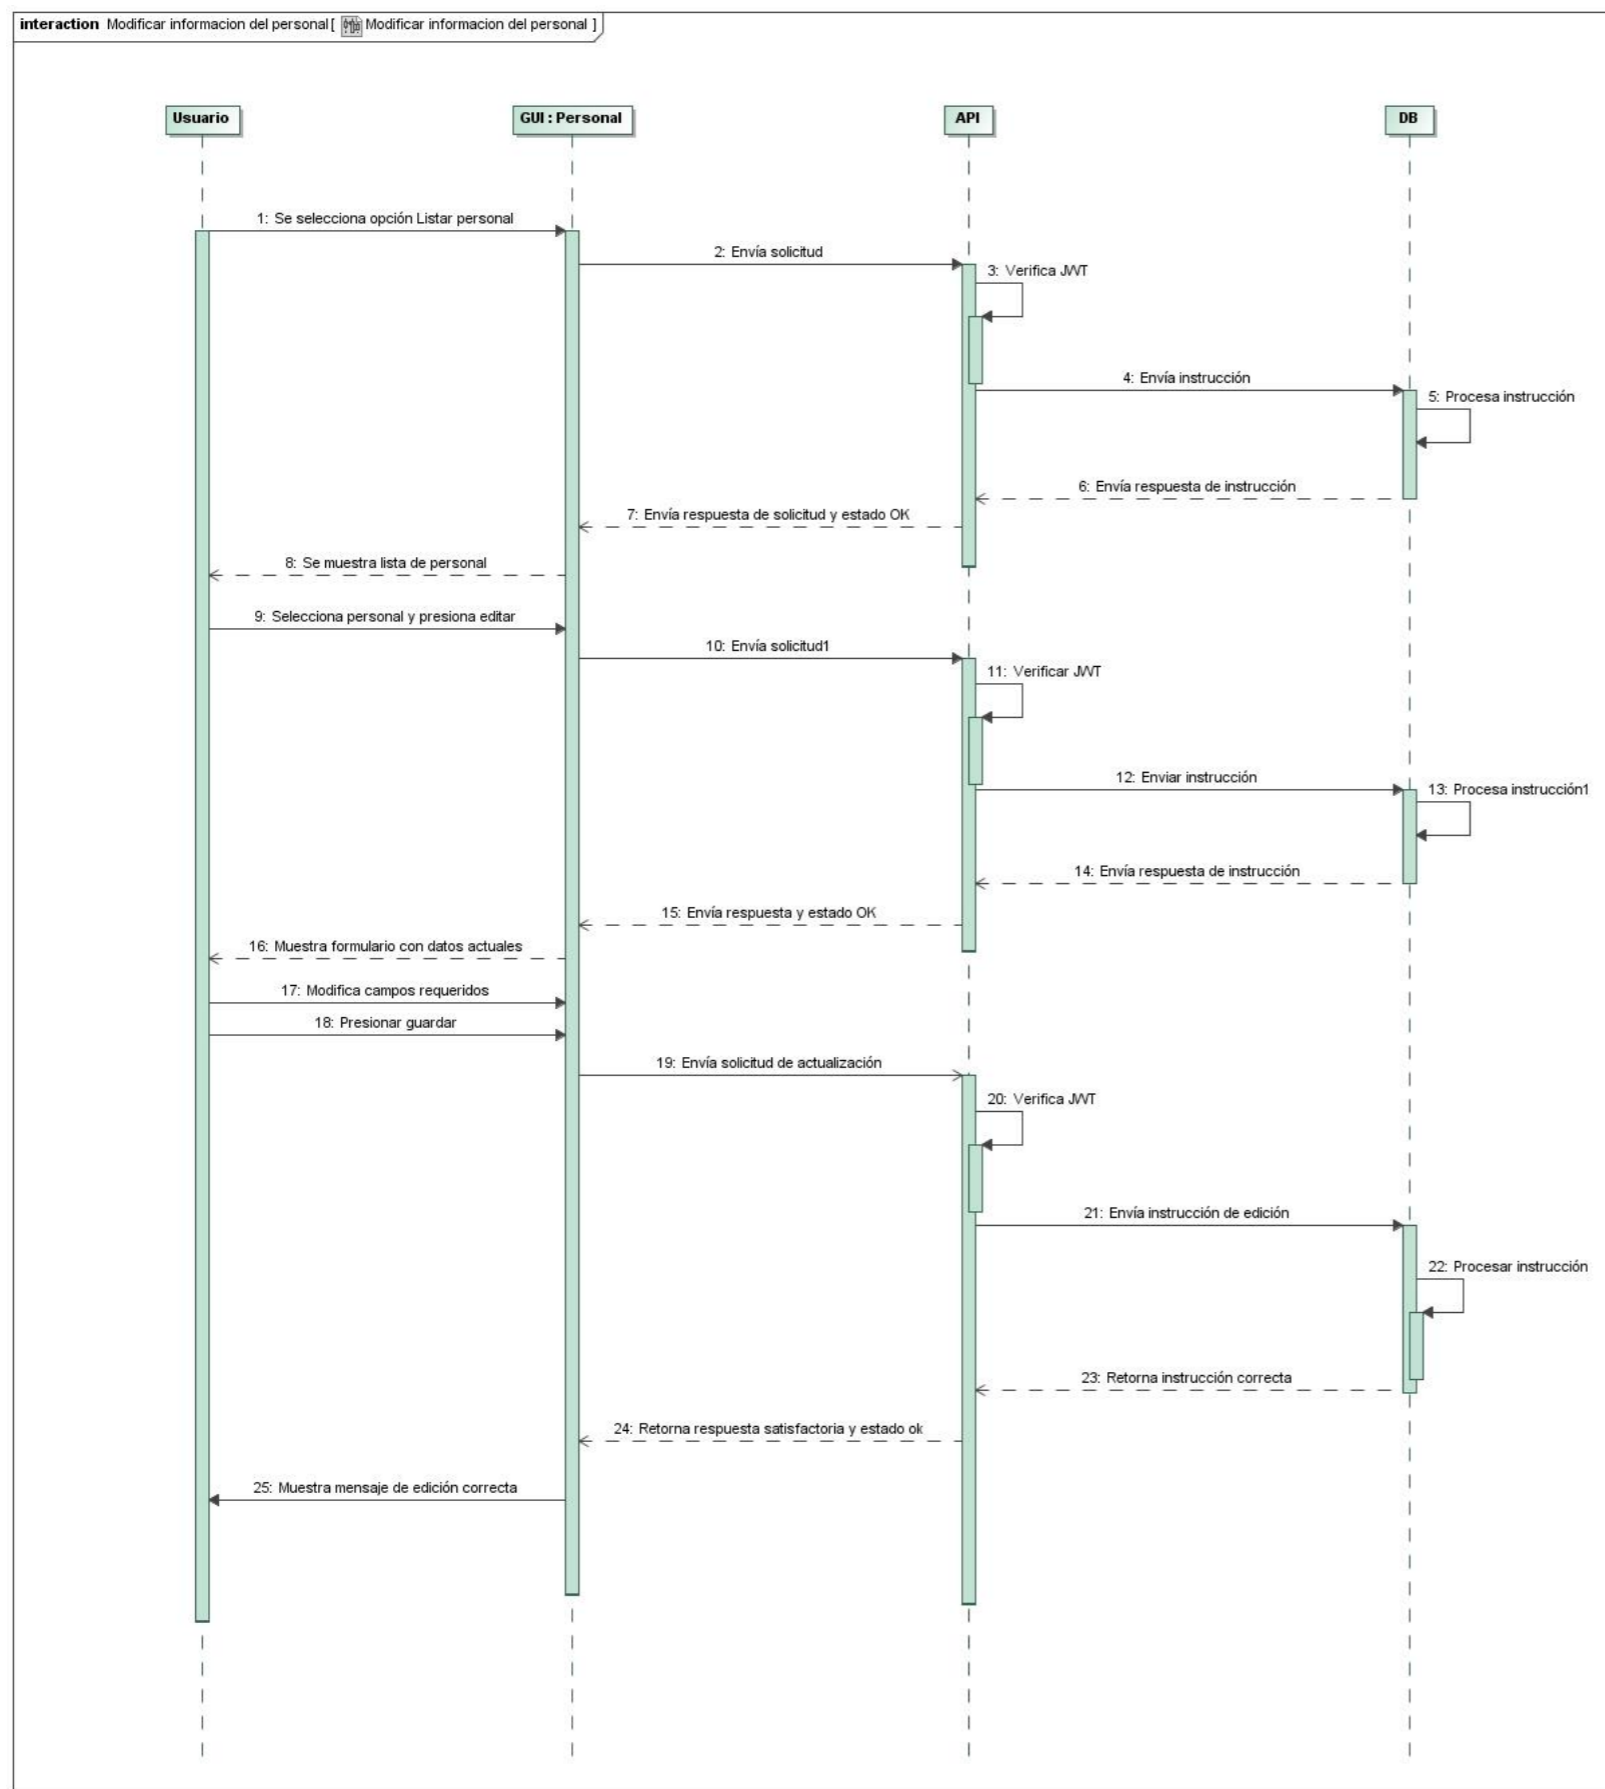 interaction Modificar informacion del personal[ Modificar informacion del personal ]
Usuario
GUI : Personal
API
DB
1: Se selecciona opción Listar personal
2: Envía solicitud
3: Verifica JWT
4: Envía instrucción
5: Procesa instrucción
6: Envía respuesta de instrucción
7: Envía respuesta de solicitud y estado OK
8: Se muestra lista de personal
9: Selecciona personal y presiona editar
10: Envía solicitud1
11: Verificar JWT
12: Enviar instrucción
13: Procesa instrucción1
14: Envía respuesta de instrucción
15: Envía respuesta y estado OK
16: Muestra formulario con datos actuales
17: Modifica campos requeridos
18: Presionar guardar
19: Envía solicitud de actualización
20: Verifica JWT
21: Envía instrucción de edición
22: Procesar instrucción
23: Retorna instrucción correcta
24: Retorna respuesta satisfactoria y estado ok
25: Muestra mensaje de edición correcta